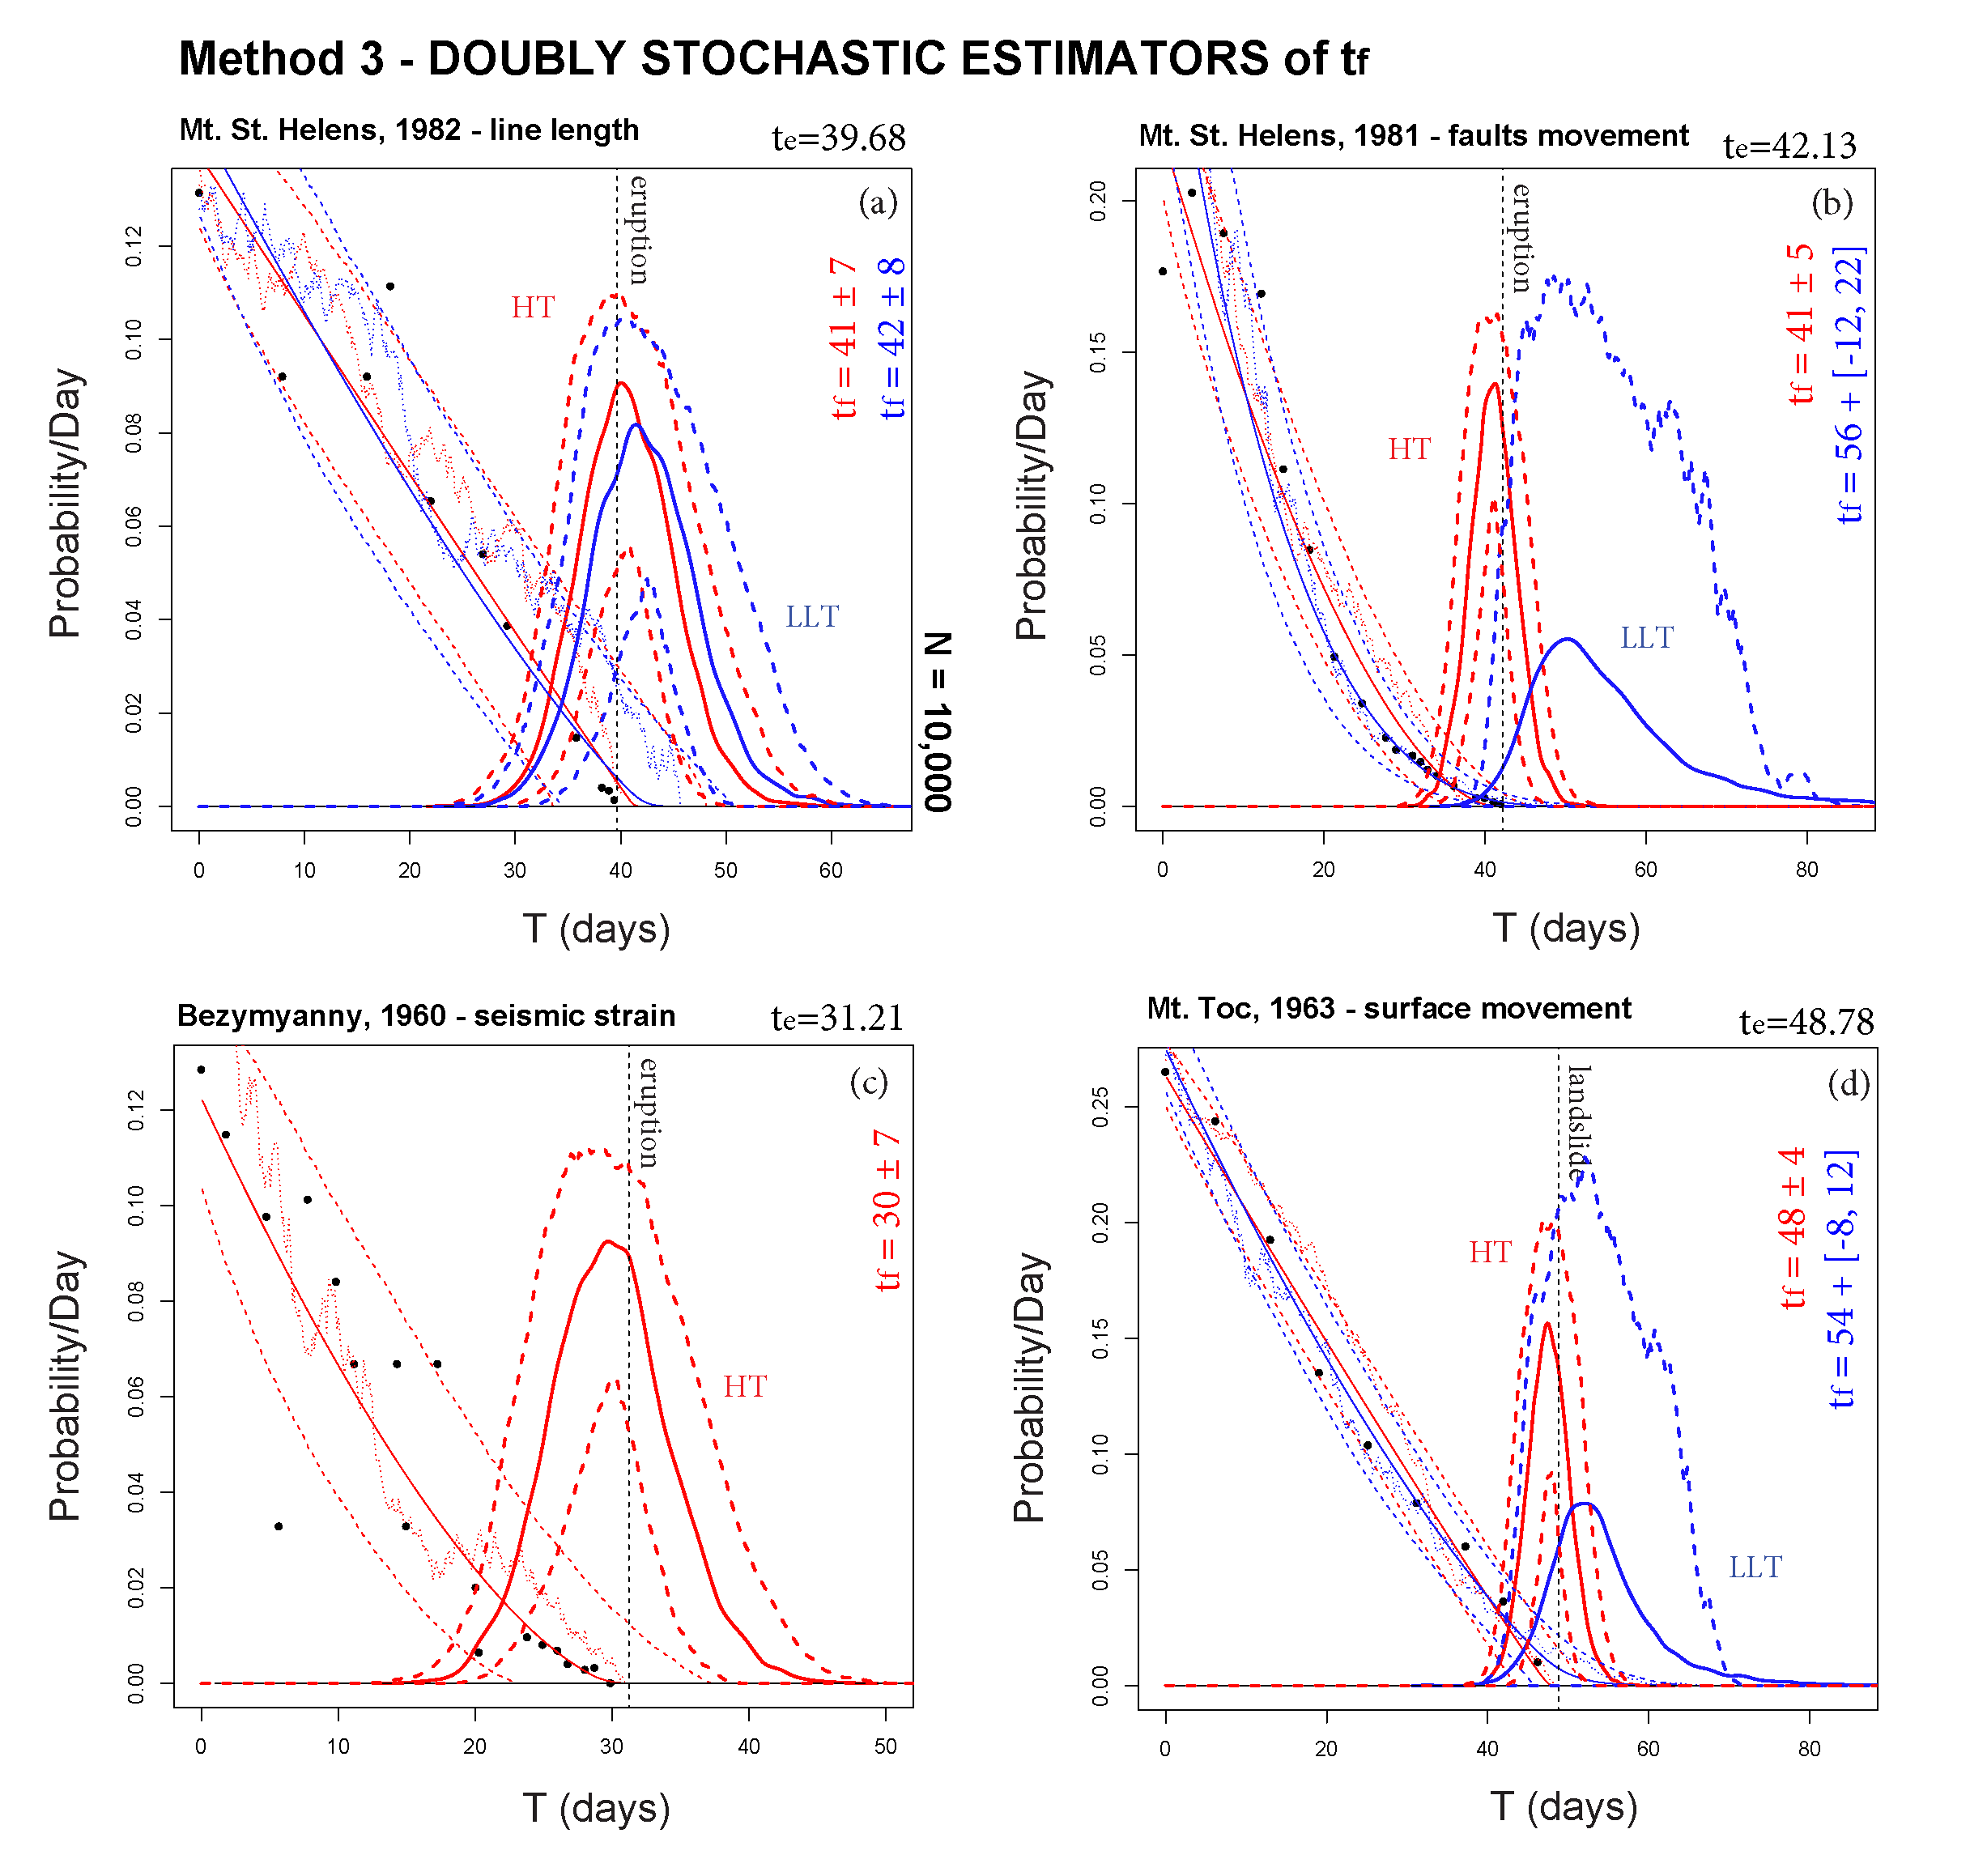 Method 3 - DOUBLY STOCHASTIC ESTIMATORS of tf
Mt. St. Helens, 1982 - line length
te=39.68
(a)
eruption
HT
LLT
tf = 41 ± 7
tf = 42 ± 8
Probability/Day
0.00
0.02
0.04
0.06
0.08
0.10
0.12
0
10
20
30
40
50
60
T (days)
N = 10,000
Mt. St. Helens, 1981 - faults movement
te=42.13
(b)
eruption
HT
LLT
tf = 41 ± 5
tf = 56 + [-12, 22]
Probability/Day
0.00
0.05
0.10
0.15
0.20
0
20
40
60
80
T (days)
Bezymyanny, 1960 - seismic strain
te=31.21
(c)
eruption
HT
tf = 30 ± 7
Probability/Day
0.00
0.02
0.04
0.06
0.08
0.10
0.12
0
10
20
30
40
50
T (days)
Mt. Toc, 1963 - surface movement
te=48.78
(d)
landslide
HT
LLT
tf = 48 ± 4
tf = 54 + [-8, 12]
Probability/Day
0.00
0.05
0.10
0.15
0.20
0.25
0
20
40
60
80
T (days)